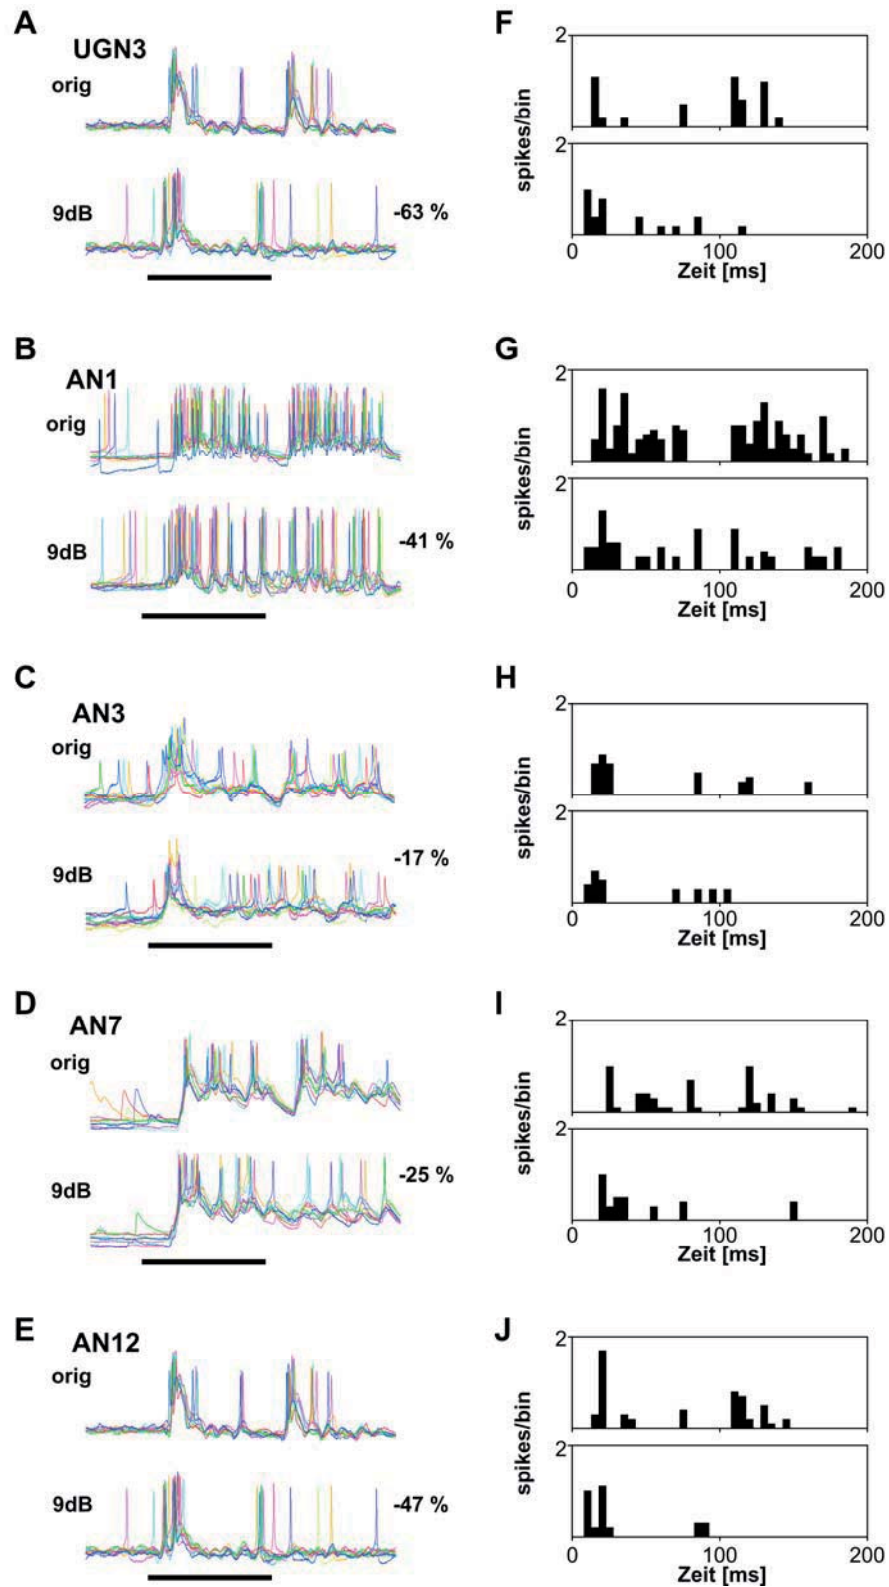 A
UGN3
orig
9dB
-63 %
F
2
2
spikes/bin
0 100 200
Zeit [ms]
B
AN1
orig
9dB
-41 %
G
2
2
spikes/bin
0 100 200
Zeit [ms]
C
AN3
orig
9dB
-17 %
H
2
2
spikes/bin
0 100 200
Zeit [ms]
D
AN7
orig
9dB
-25 %
I
2
2
spikes/bin
0 100 200
Zeit [ms]
E
AN12
orig
9dB
-47 %
J
2
2
spikes/bin
0 100 200
Zeit [ms]